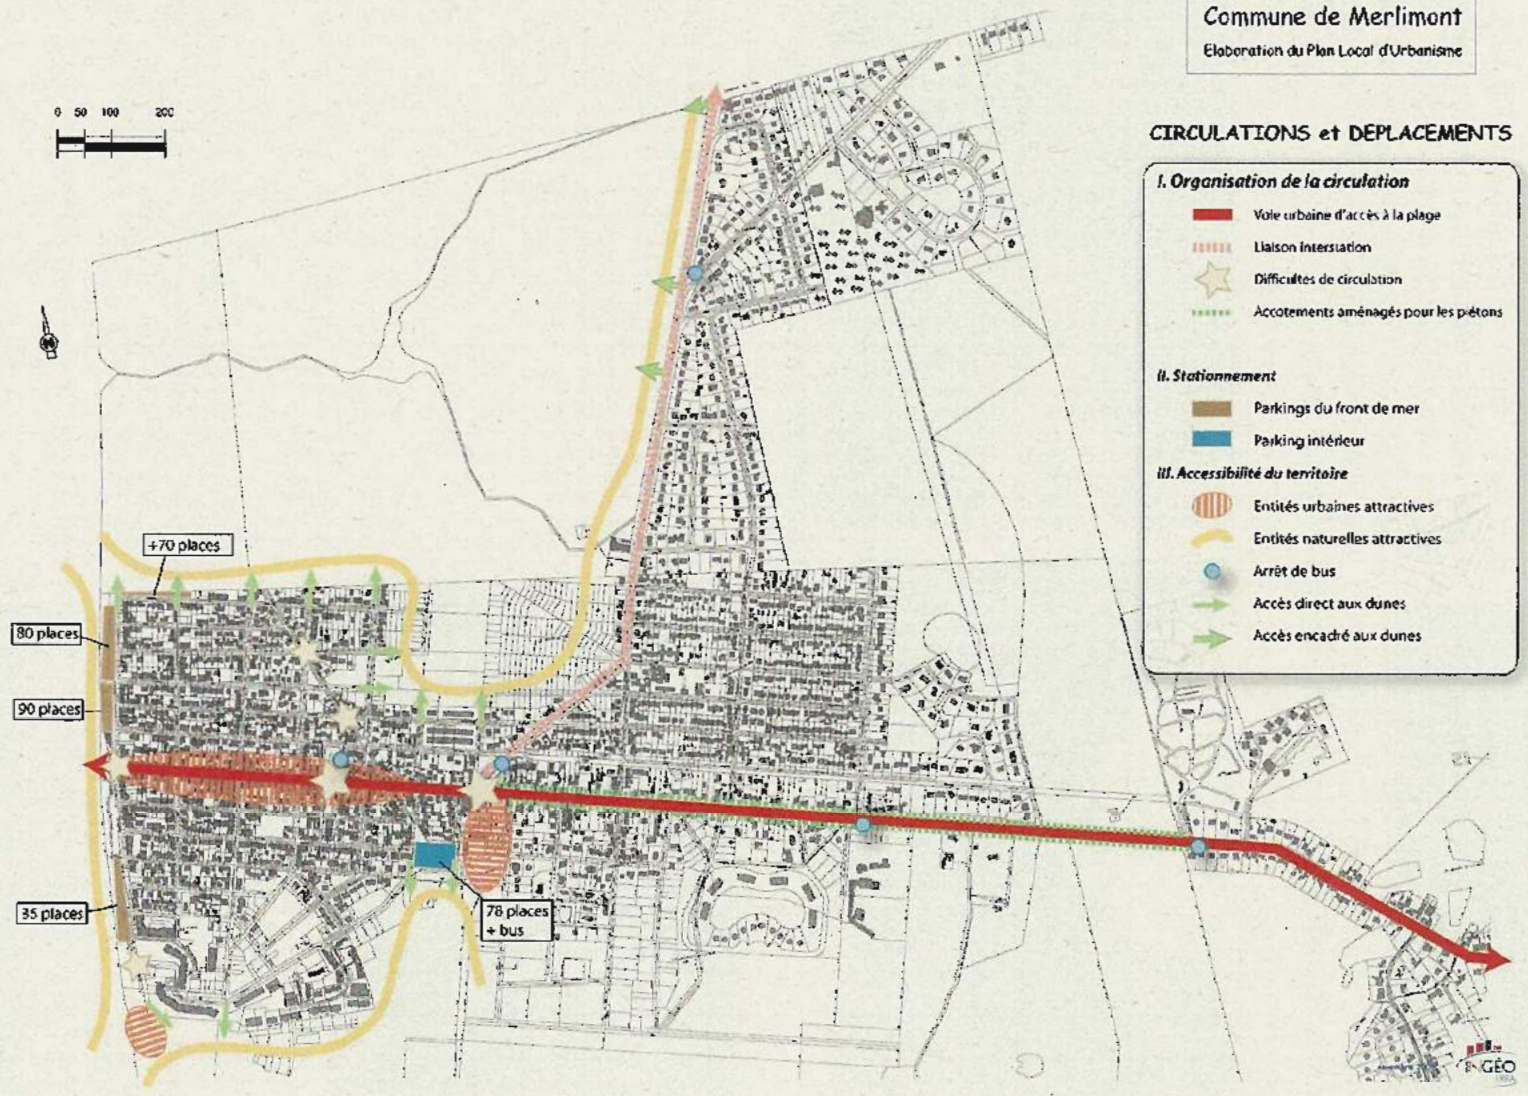 Commune de Merlimont
Elaboration du Plan Local d'Urbanisme
0 50 100 200
CIRCULATIONS et DEPLACEMENTS
I. Organisation de la circulation
Voie urbaine d'accès à la plage
Liaison interstation
Difficultés de circulation
Accotements aménagés pour les piétons
II. Stationnement
Parkings du front de mer
Parking intérieur
III. Accessibilité du territoire
Entités urbaines attractives
Entités naturelles attractives
Arrêt de bus
Accès direct aux dunes
Accès encadré aux dunes
+70 places
80 places
90 places
35 places
78 places
+ bus
GÉO